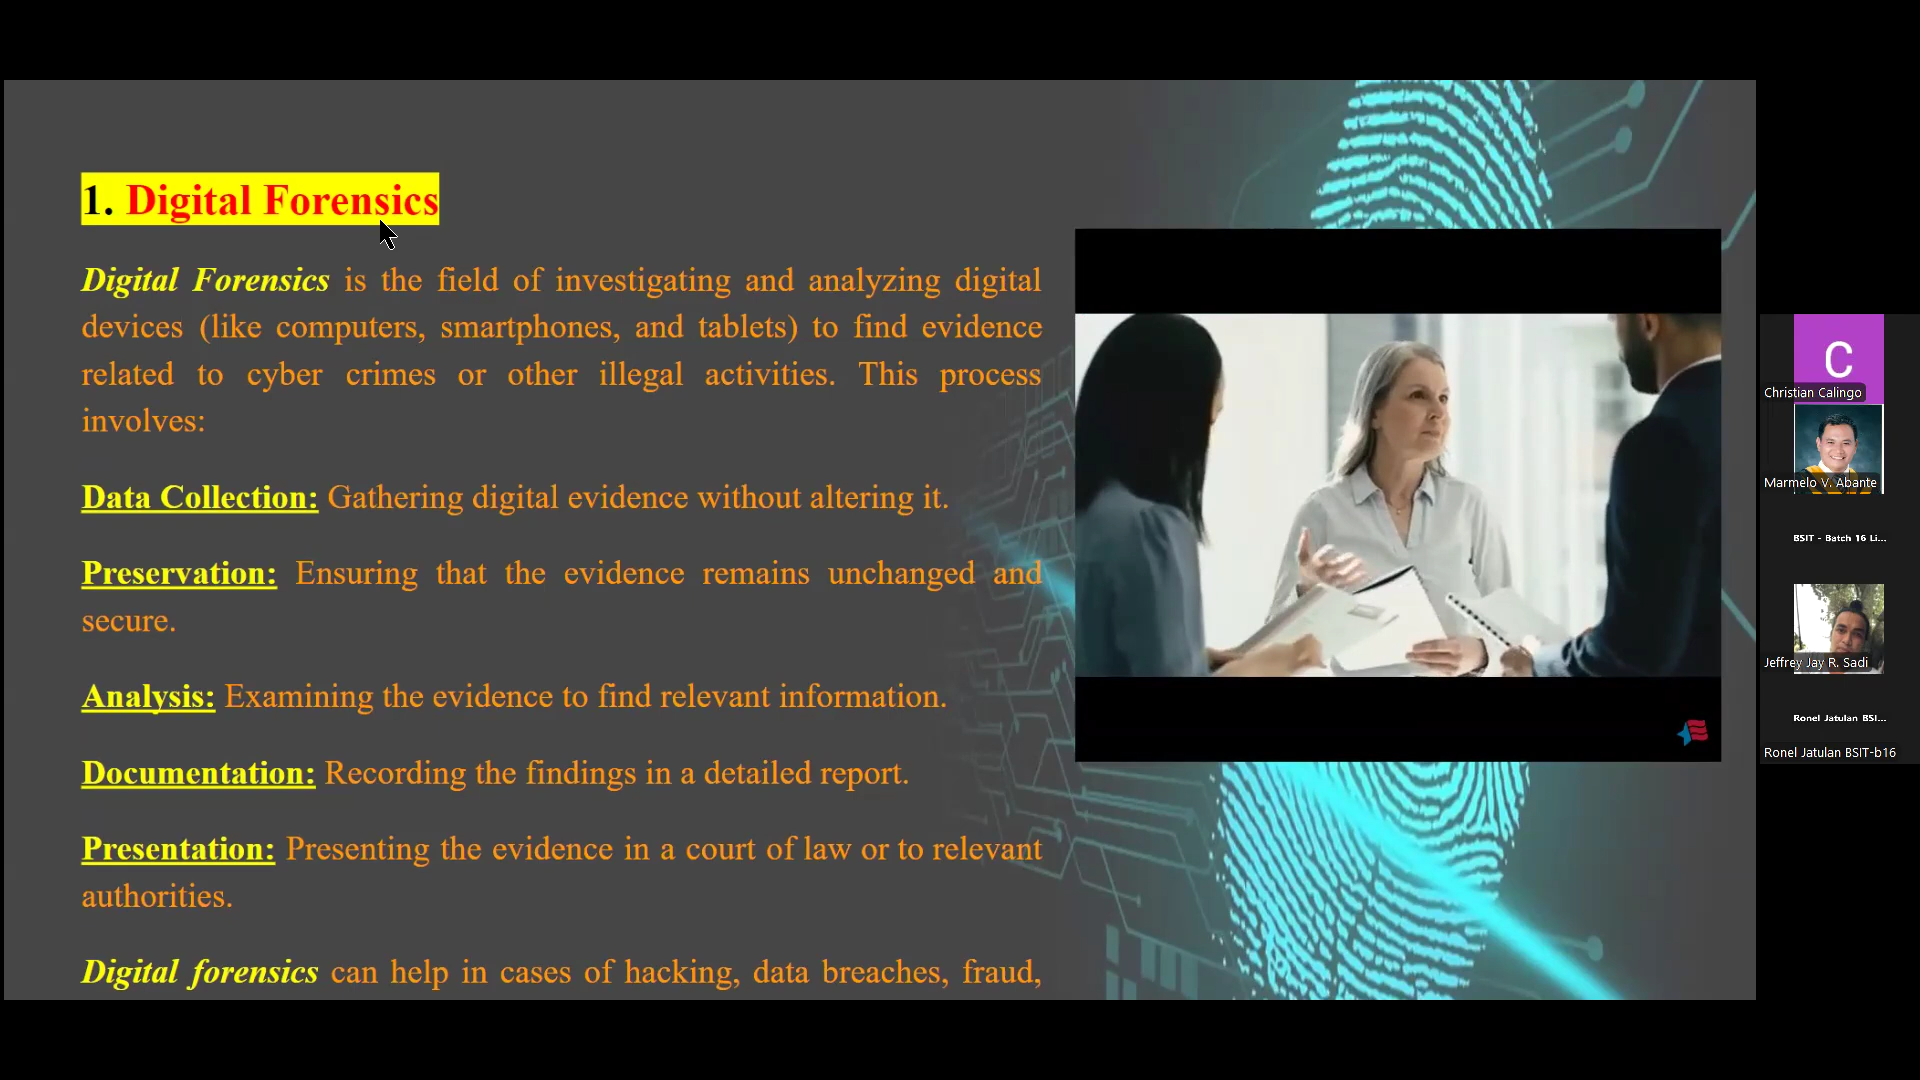 1. Digital Forensics
Digital Forensics is the field of investigating and analyzing digital
devices (like computers, smartphones, and tablets) to find evidence
related to cyber crimes or other illegal activities. This process
involves:
Data Collection: Gathering digital evidence without altering it.
Preservation: Ensuring that the evidence remains unchanged and
secure.
Analysis: Examining the evidence to find relevant information.
Documentation: Recording the findings in a detailed report.
Presentation: Presenting the evidence in a court of law or to relevant
authorities.
Digital forensics can help in cases of hacking, data breaches, fraud,
C
Christian Calingo
Marmelo V. Abante
BSIT - Batch 16 Li...
Jeffrey Jay R. Sadi
Ronel Jatulan BSI...
Ronel Jatulan BSIT-b16